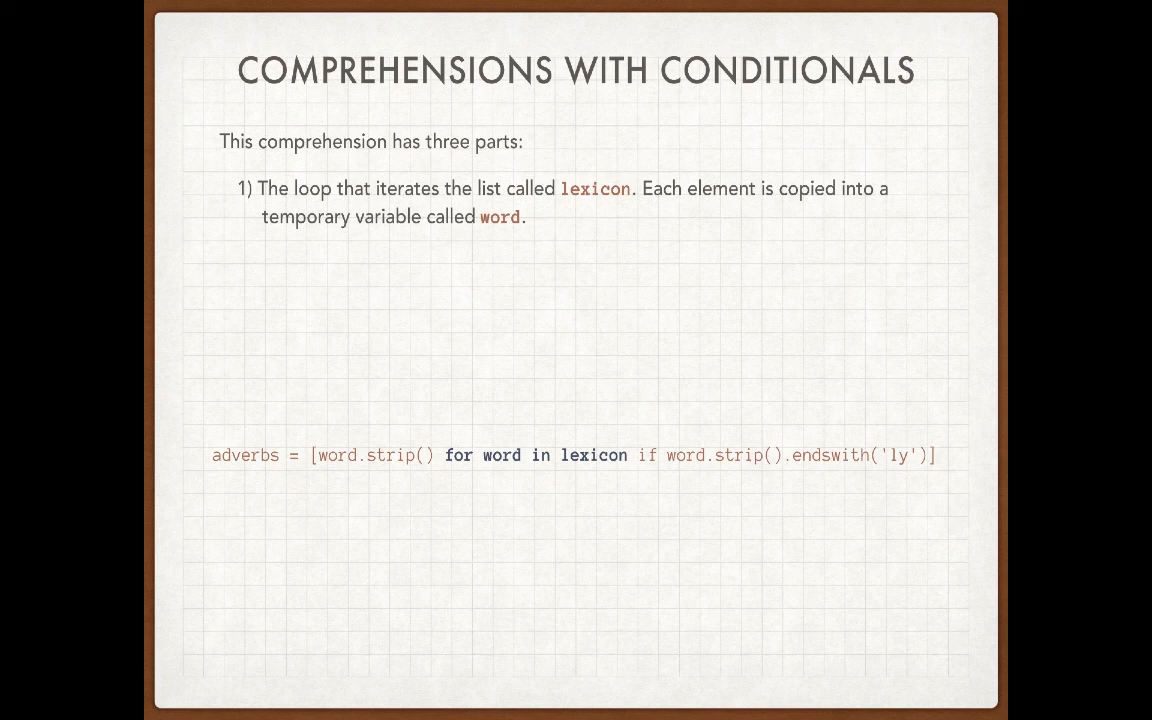 COMPREHENSIONS WITH CONDITIONALS
This comprehension has three parts:
1) The loop that iterates the list called lexicon. Each element is copied into a
temporary variable called word.
adverbs = [word.strip() for word in lexicon if word.strip().endswith('ly')]